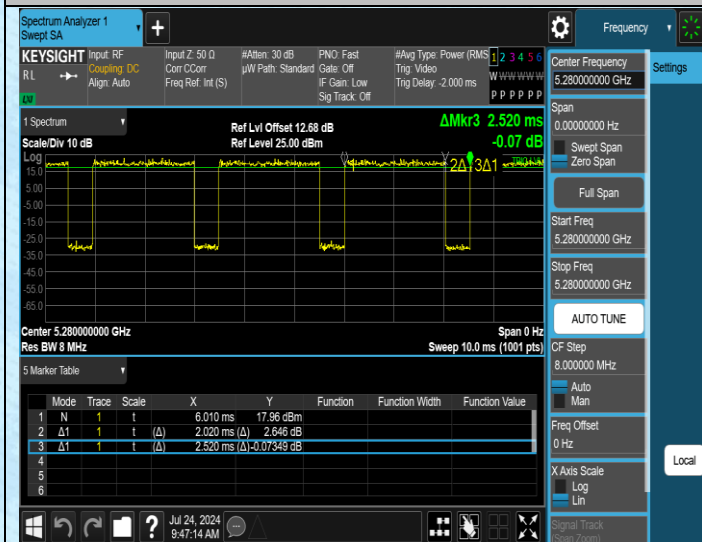 Spectrum Analyzer 1
Swept SA
+
Frequency
KEYSIGHT
RL
LXI
Input: RF
Coupling: DC
Align: Auto
Input Z: 50 Ω
Corr CCorr
Freq Ref: Int (S)
#Atten: 30 dB
µW Path: Standard
PNO: Fast
Gate: Off
IF Gain: Low
Sig Track: Off
#Avg Type: Power (RMS
Trig: Video
Trig Delay: -2.000 ms
1 2 3 4 5 6
W W W W W W
P P P P P P
1 Spectrum
Scale/Div 10 dB
Ref Lvl Offset 12.68 dB
Ref Level 25.00 dBm
ΔMkr3 2.520 ms
-0.07 dB
Log
15.0
5.00
-5.00
-15.0
-25.0
-35.0
-45.0
-55.0
-65.0
2Δ1 3Δ1
Center 5.280000000 GHz
Res BW 8 MHz
Span 0 Hz
Sweep 10.0 ms (1001 pts)
5 Marker Table
Mode Trace Scale X Y Function Function Width Function Value
1 N 1 t 6.010 ms 17.96 dBm
2 Δ1 1 t (Δ) 2.020 ms (Δ) 2.646 dB
3 Δ1 1 t (Δ) 2.520 ms (Δ) -0.07349 dB
4
5
6
Jul 24, 2024
9:47:14 AM
Center Frequency
5.280000000 GHz
Span
0.00000000 Hz
Swept Span
Zero Span
Full Span
Start Freq
5.280000000 GHz
Stop Freq
5.280000000 GHz
AUTO TUNE
CF Step
8.000000 MHz
Auto
Man
Freq Offset
0 Hz
X Axis Scale
Log
Lin
Signal Track
(Span Zoom)
Settings
Local